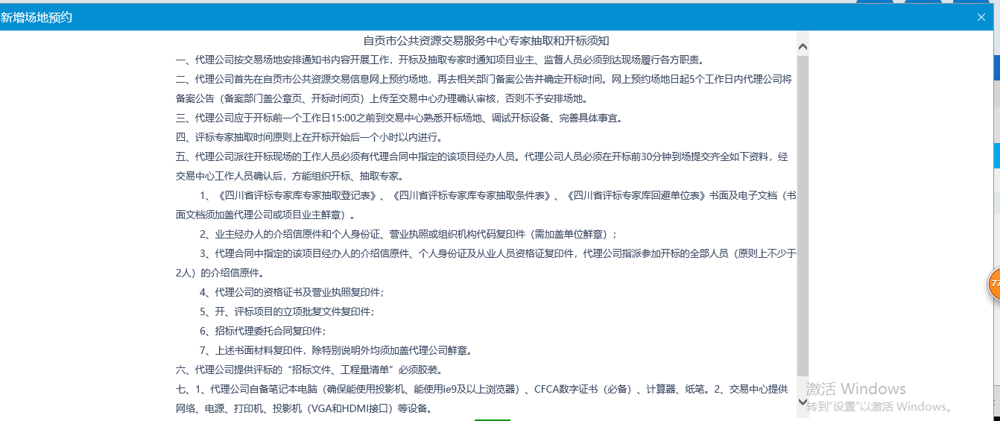 新增场地预约
自贡市公共资源交易服务中心专家抽取和开标须知
一、代理公司按交易场地安排通知书内容开展工作，开标及抽取专家时通知项目业主、监督人员必须到达现场履行各方职责。
二、代理公司首先在自贡市公共资源交易信息网上预约场地，再去相关部门备案公告并确定开标时间。网上预约场地日起5个工作日内代理公司将
备案公告（备案部门盖公章页、开标时间页）上传至交易中心办理确认审核，否则不予安排场地。
三、代理公司应于开标前一个工作日15:00之前到交易中心熟悉开标场地、调试开标设备、完善具体事宜。
四、评标专家抽取时间原则上在开标开始后一个小时以内进行。
五、代理公司派往开标现场的工作人员必须有代理合同中指定的该项目经办人员。代理公司人员必须在开标前30分钟到场提交齐全如下资料，经
交易中心工作人员确认后，方能组织开标、抽取专家。
1、《四川省评标专家库专家抽取登记表》、《四川省评标专家库专家抽取条件表》、《四川省评标专家库回避单位表》书面及电子文档（书
面文档须加盖代理公司或项目业主鲜章）。
2、业主经办人的介绍信原件和个人身份证、营业执照或组织机构代码复印件（需加盖单位鲜章）；
3、代理合同中指定的该项目经办人的介绍信原件、个人身份证及从业人员资格证复印件，代理公司指派参加开标的全部人员（原则上不少于
2人）的介绍信原件。
4、代理公司的资格证书及营业执照复印件；
5、开、评标项目的立项批复文件复印件；
6、招标代理委托合同复印件；
7、上述书面材料复印件，除特别说明外均须加盖代理公司鲜章。
六、代理公司提供评标的“招标文件、工程量清单”必须胶装。
七、1、代理公司自备笔记本电脑（确保能使用投影机、能使用ie9及以上浏览器）、CFCA数字证书（必备）、计算器、纸笔。2、交易中心提供
网络、电源、打印机、投影机（VGA和HDMI接口）等设备。
77
激活 Windows
转到“设置”以激活 Windows。